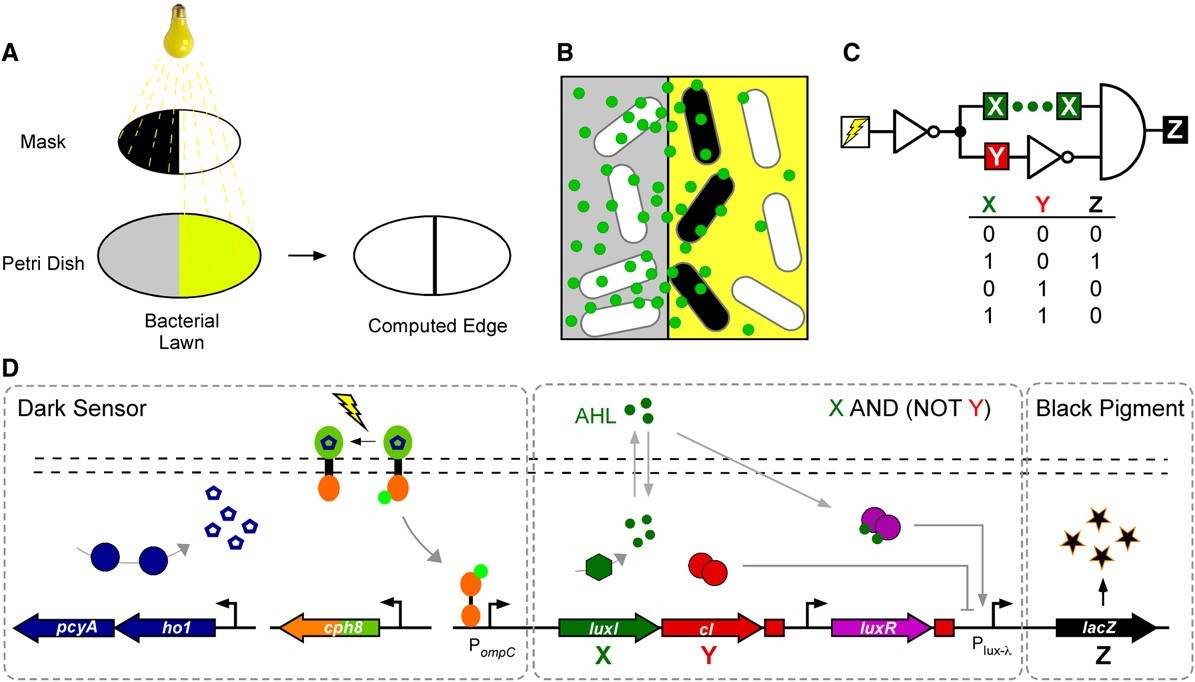 A
Mask
Petri Dish
Bacterial
Lawn
Computed Edge
B
C
X
X
Y
Z
X Y Z
0 0 0
1 0 1
0 1 0
1 1 0
D
Dark Sensor
AHL
X AND (NOT Y)
Black Pigment
pcyA
ho1
cph8
PompC
luxI
cI
luxR
Plux-λ
lacZ
X
Y
Z